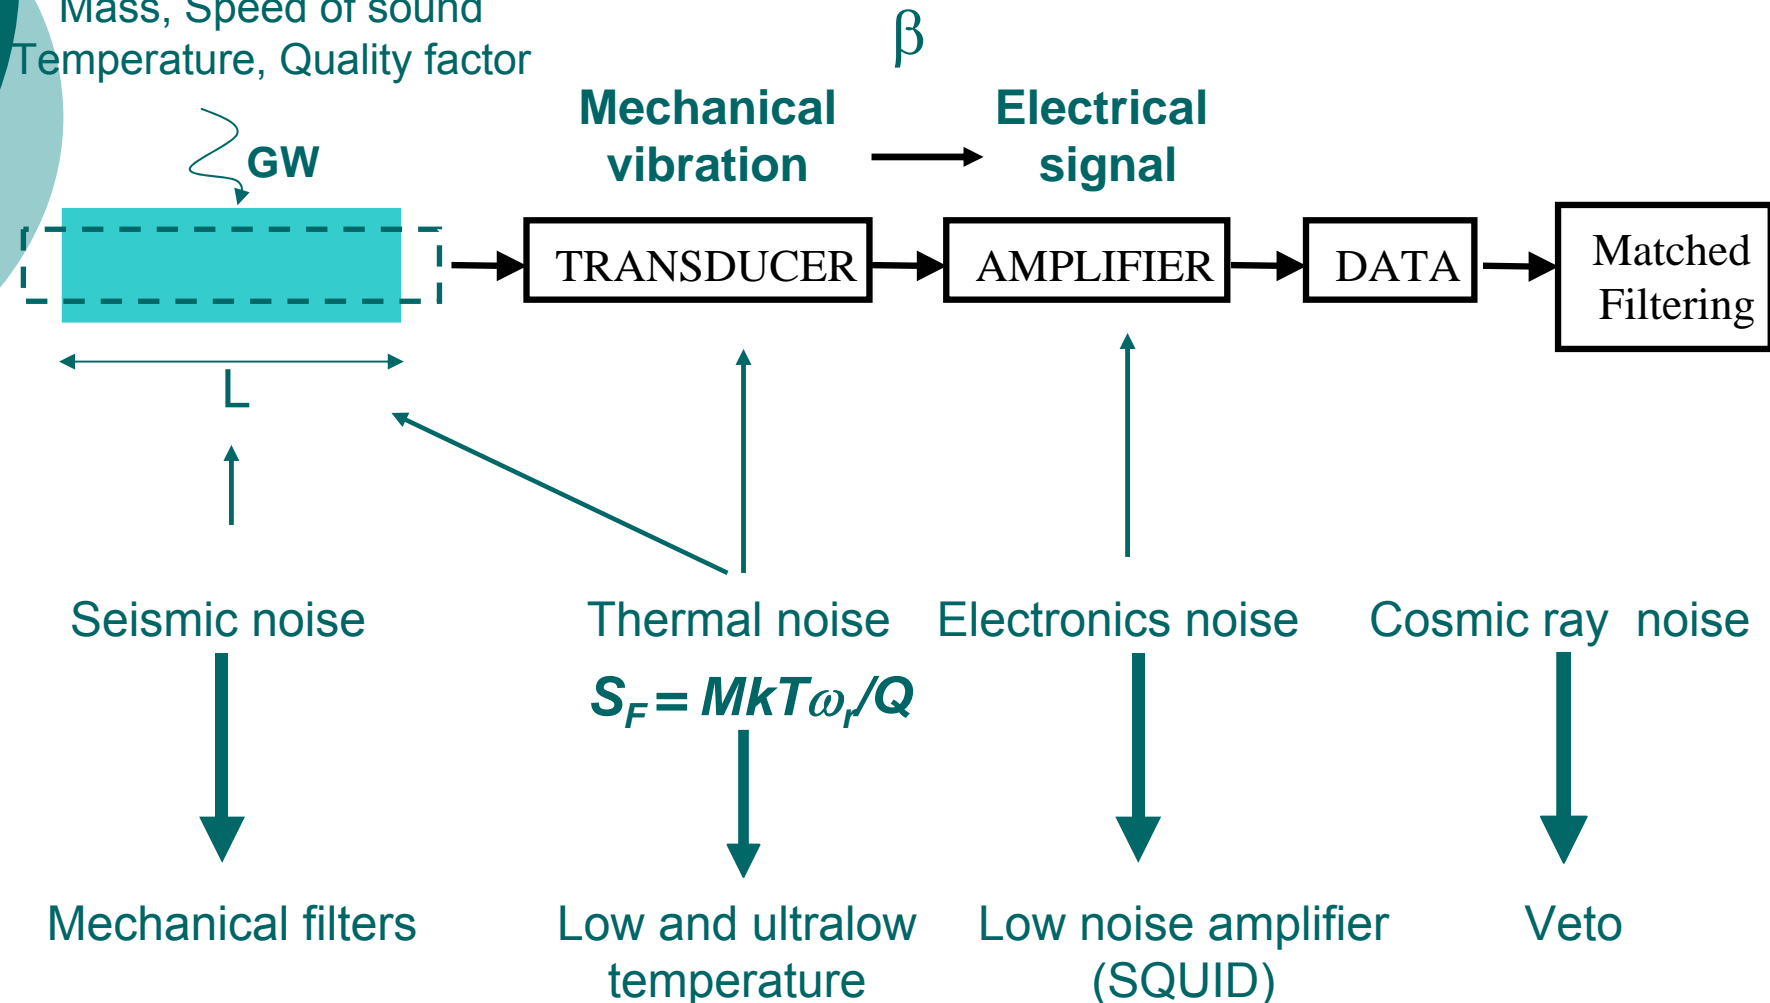 Mass, Speed of sound
Temperature, Quality factor
β
Mechanical
vibration
Electrical
signal
GW
TRANSDUCER
AMPLIFIER
DATA
Matched
Filtering
L
Seismic noise
Thermal noise
Electronics noise
Cosmic ray noise
S_F = MkTω_r/Q
Mechanical filters
Low and ultralow
temperature
Low noise amplifier
(SQUID)
Veto